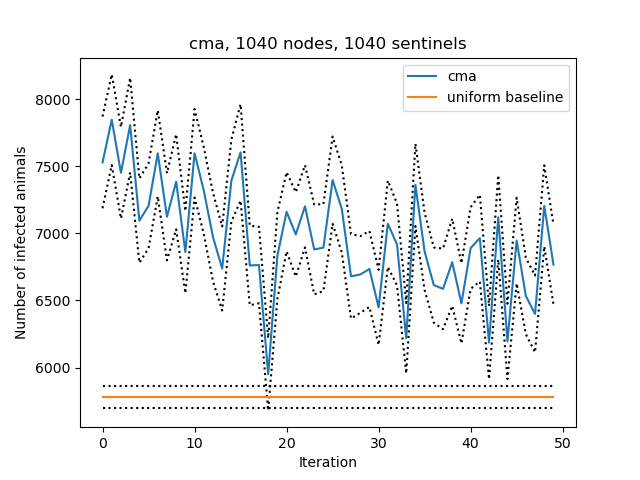 cma, 1040 nodes, 1040 sentinels
cma
uniform baseline
Number of infected animals
8000
7500
7000
6500
6000
0
10
20
30
40
50
Iteration